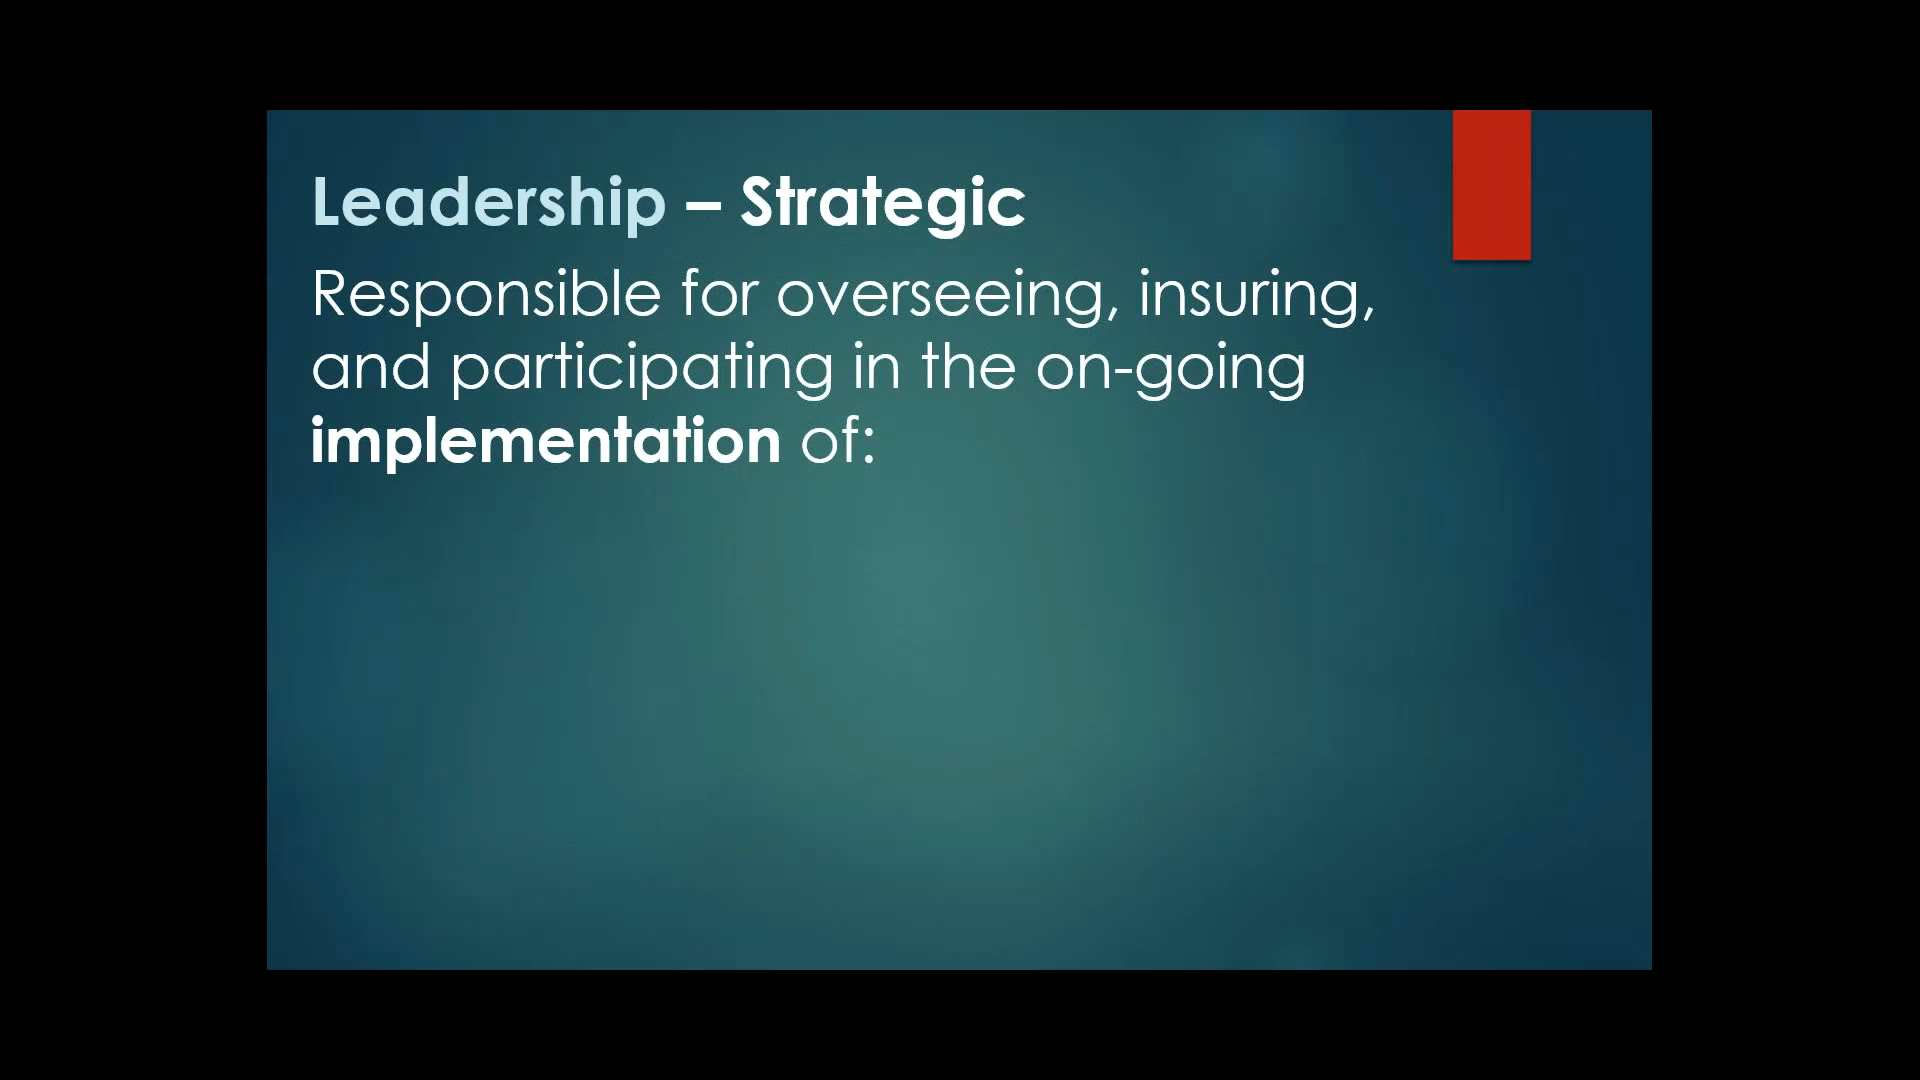 Leadership – Strategic
Responsible for overseeing, insuring,
and participating in the on-going
implementation of: